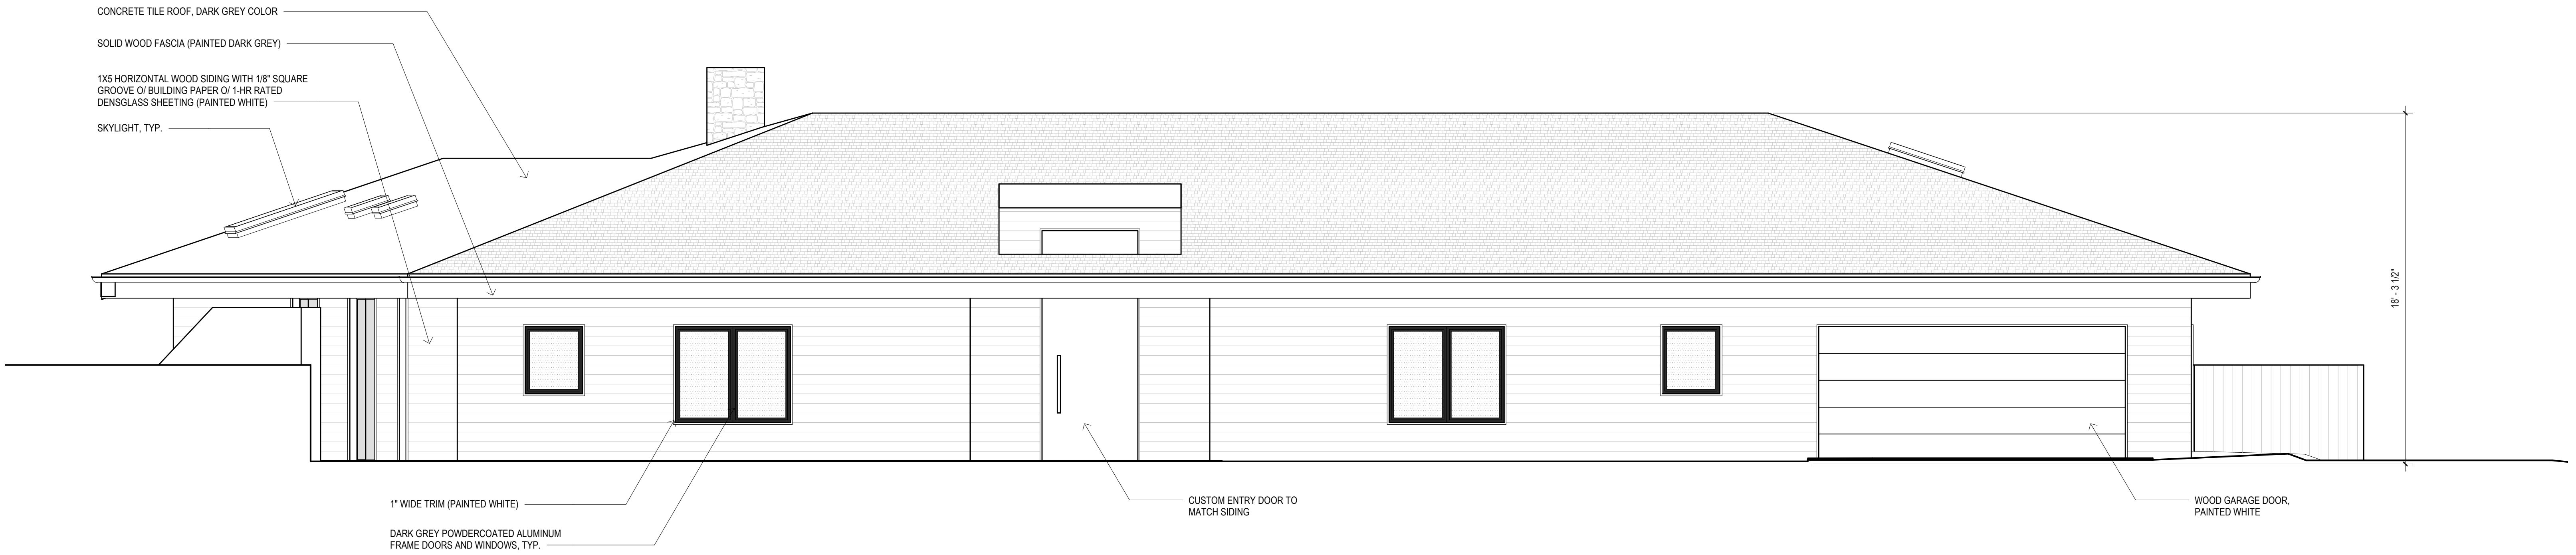 CONCRETE TILE ROOF, DARK GREY COLOR
SOLID WOOD FASCIA (PAINTED DARK GREY)
1X5 HORIZONTAL WOOD SIDING WITH 1/8" SQUARE
GROOVE O/ BUILDING PAPER O/ 1-HR RATED
DENSGLASS SHEETING (PAINTED WHITE)
SKYLIGHT, TYP.
18' - 3 1/2"
1" WIDE TRIM (PAINTED WHITE)
DARK GREY POWDERCOATED ALUMINUM
FRAME DOORS AND WINDOWS, TYP.
CUSTOM ENTRY DOOR TO
MATCH SIDING
WOOD GARAGE DOOR,
PAINTED WHITE